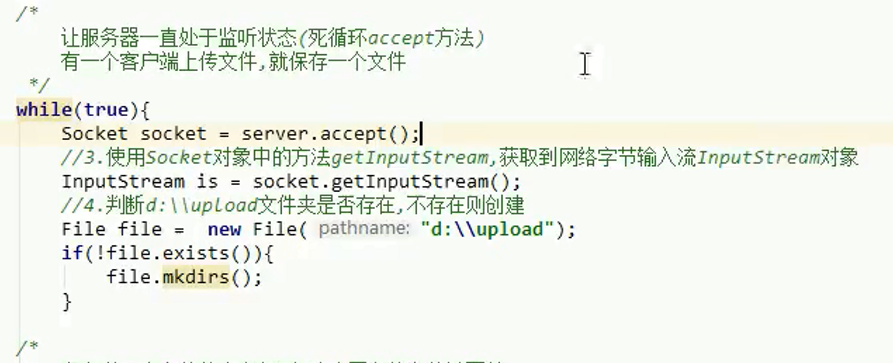 /*
让服务器一直处于监听状态(死循环accept方法)
有一个客户端上传文件,就保存一个文件
*/
while(true){
Socket socket = server.accept();
//3.使用Socket对象中的方法getInputStream,获取到网络字节输入流InputStream对象
InputStream is = socket.getInputStream();
//4.判断d:\\upload文件夹是否存在,不存在则创建
File file =  new File( pathname: "d:\\upload");
if(!file.exists()){
file.mkdirs();
}
/*